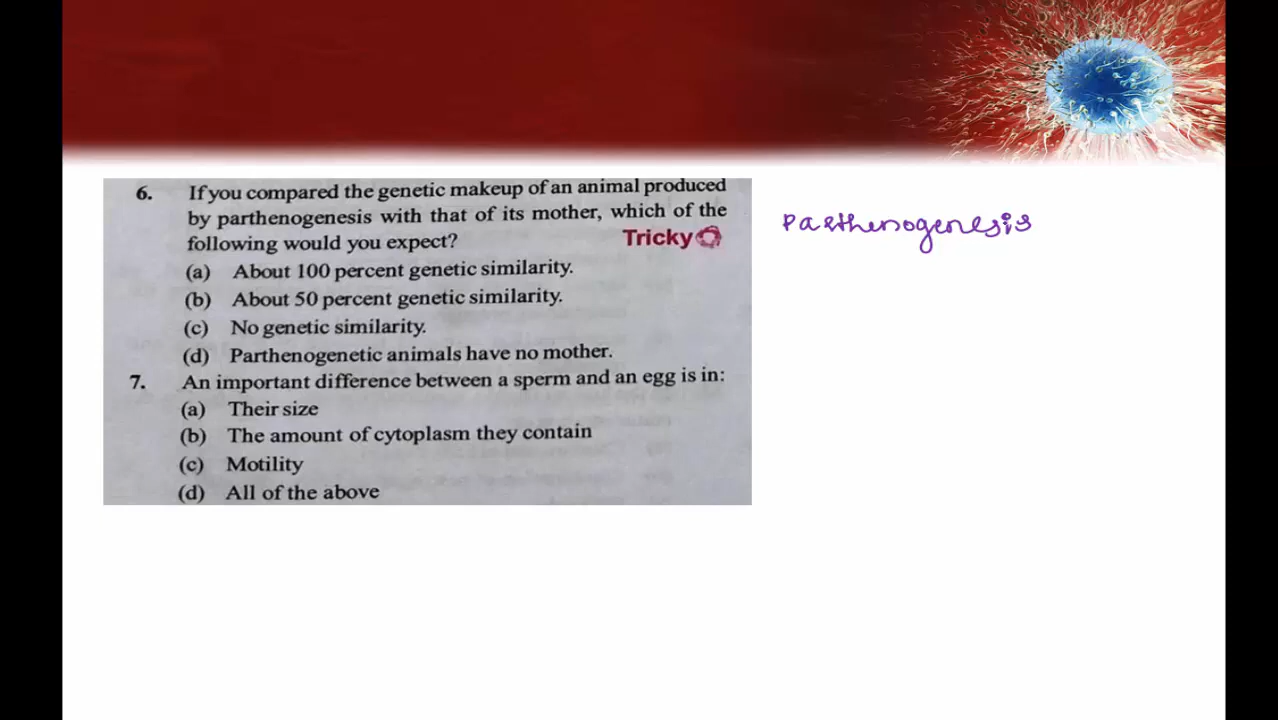 6. If you compared the genetic makeup of an animal produced
by parthenogenesis with that of its mother, which of the
following would you expect? Tricky
(a) About 100 percent genetic similarity.
(b) About 50 percent genetic similarity.
(c) No genetic similarity.
(d) Parthenogenetic animals have no mother.
7. An important difference between a sperm and an egg is in:
(a) Their size
(b) The amount of cytoplasm they contain
(c) Motility
(d) All of the above
Parthenogenesis